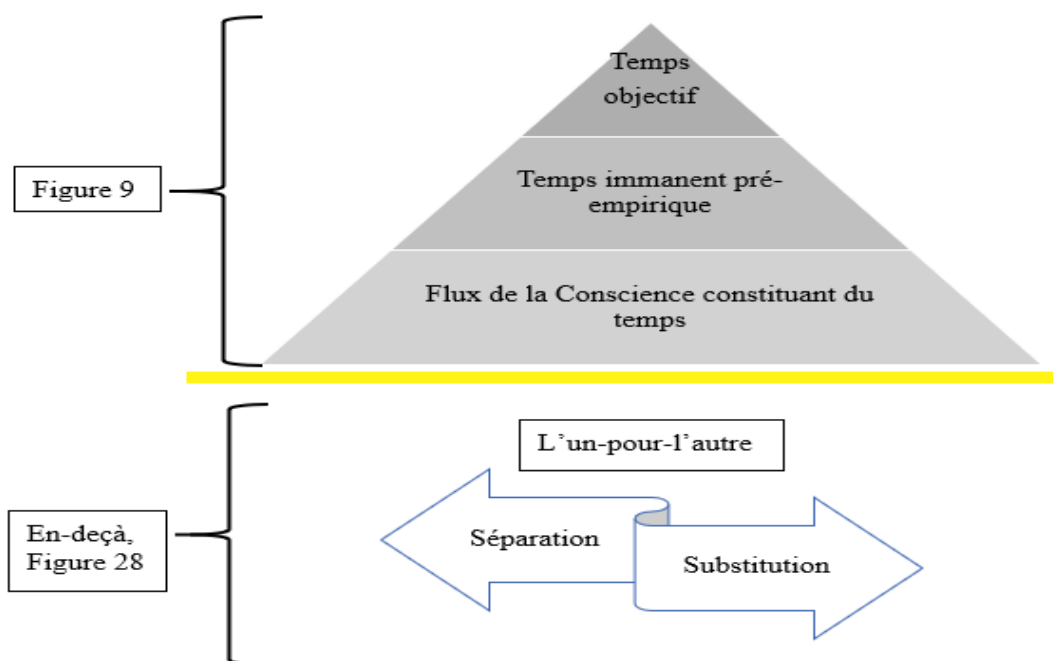 Temps
objectif
Figure 9
Temps immanent pré-
empirique
Flux de la Conscience constituant du
temps
L'un-pour-l'autre
En-deçà,
Figure 28
Séparation
Substitution